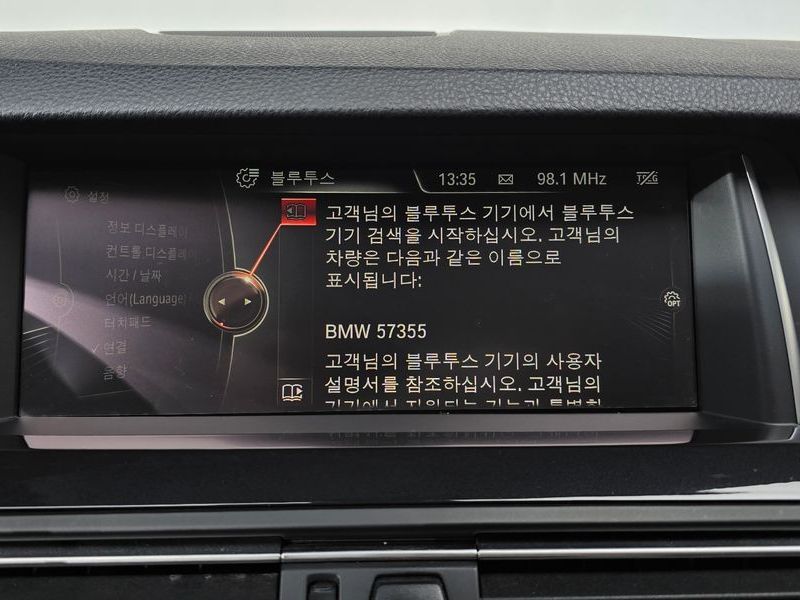 블루투스 13:35 98.1 MHz T/G
설정
정보 디스플레이
컨트롤 디스플레이
시간 / 날짜
언어(Language)
터치패드
✓ 연결
음향
고객님의 블루투스 기기에서 블루투스
기기 검색을 시작하십시오. 고객님의
차량은 다음과 같은 이름으로
표시됩니다:
BMW 57355
고객님의 블루투스 기기의 사용자
설명서를 참조하십시오. 고객님의
OPT